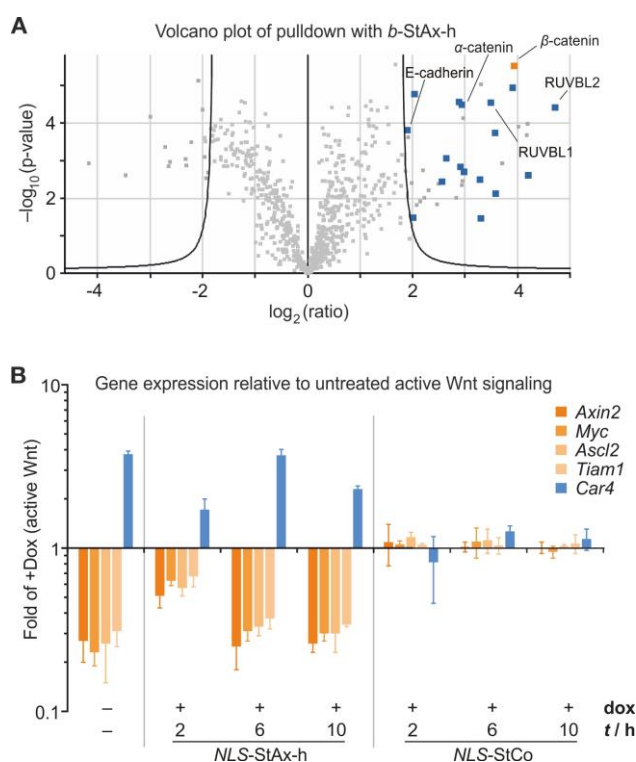 A
Volcano plot of pulldown with b-StAx-h
α-catenin
β-catenin
E-cadherin
RUVBL2
RUVBL1
–log10 (p-value)
6
4
2
0
-4
-2
0
2
4
log2 (ratio)
B
Gene expression relative to untreated active Wnt signaling
Fold of +Dox (active Wnt)
10
1
0.1
Axin2
Myc
Ascl2
Tiam1
Car4
– + + + + + + dox
– 2 6 10 2 6 10 t / h
NLS-StAx-h NLS-StCo